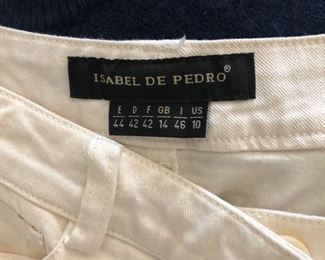 ISABEL DE PEDRO®
E D F GB I US
44 42 42 14 46 10